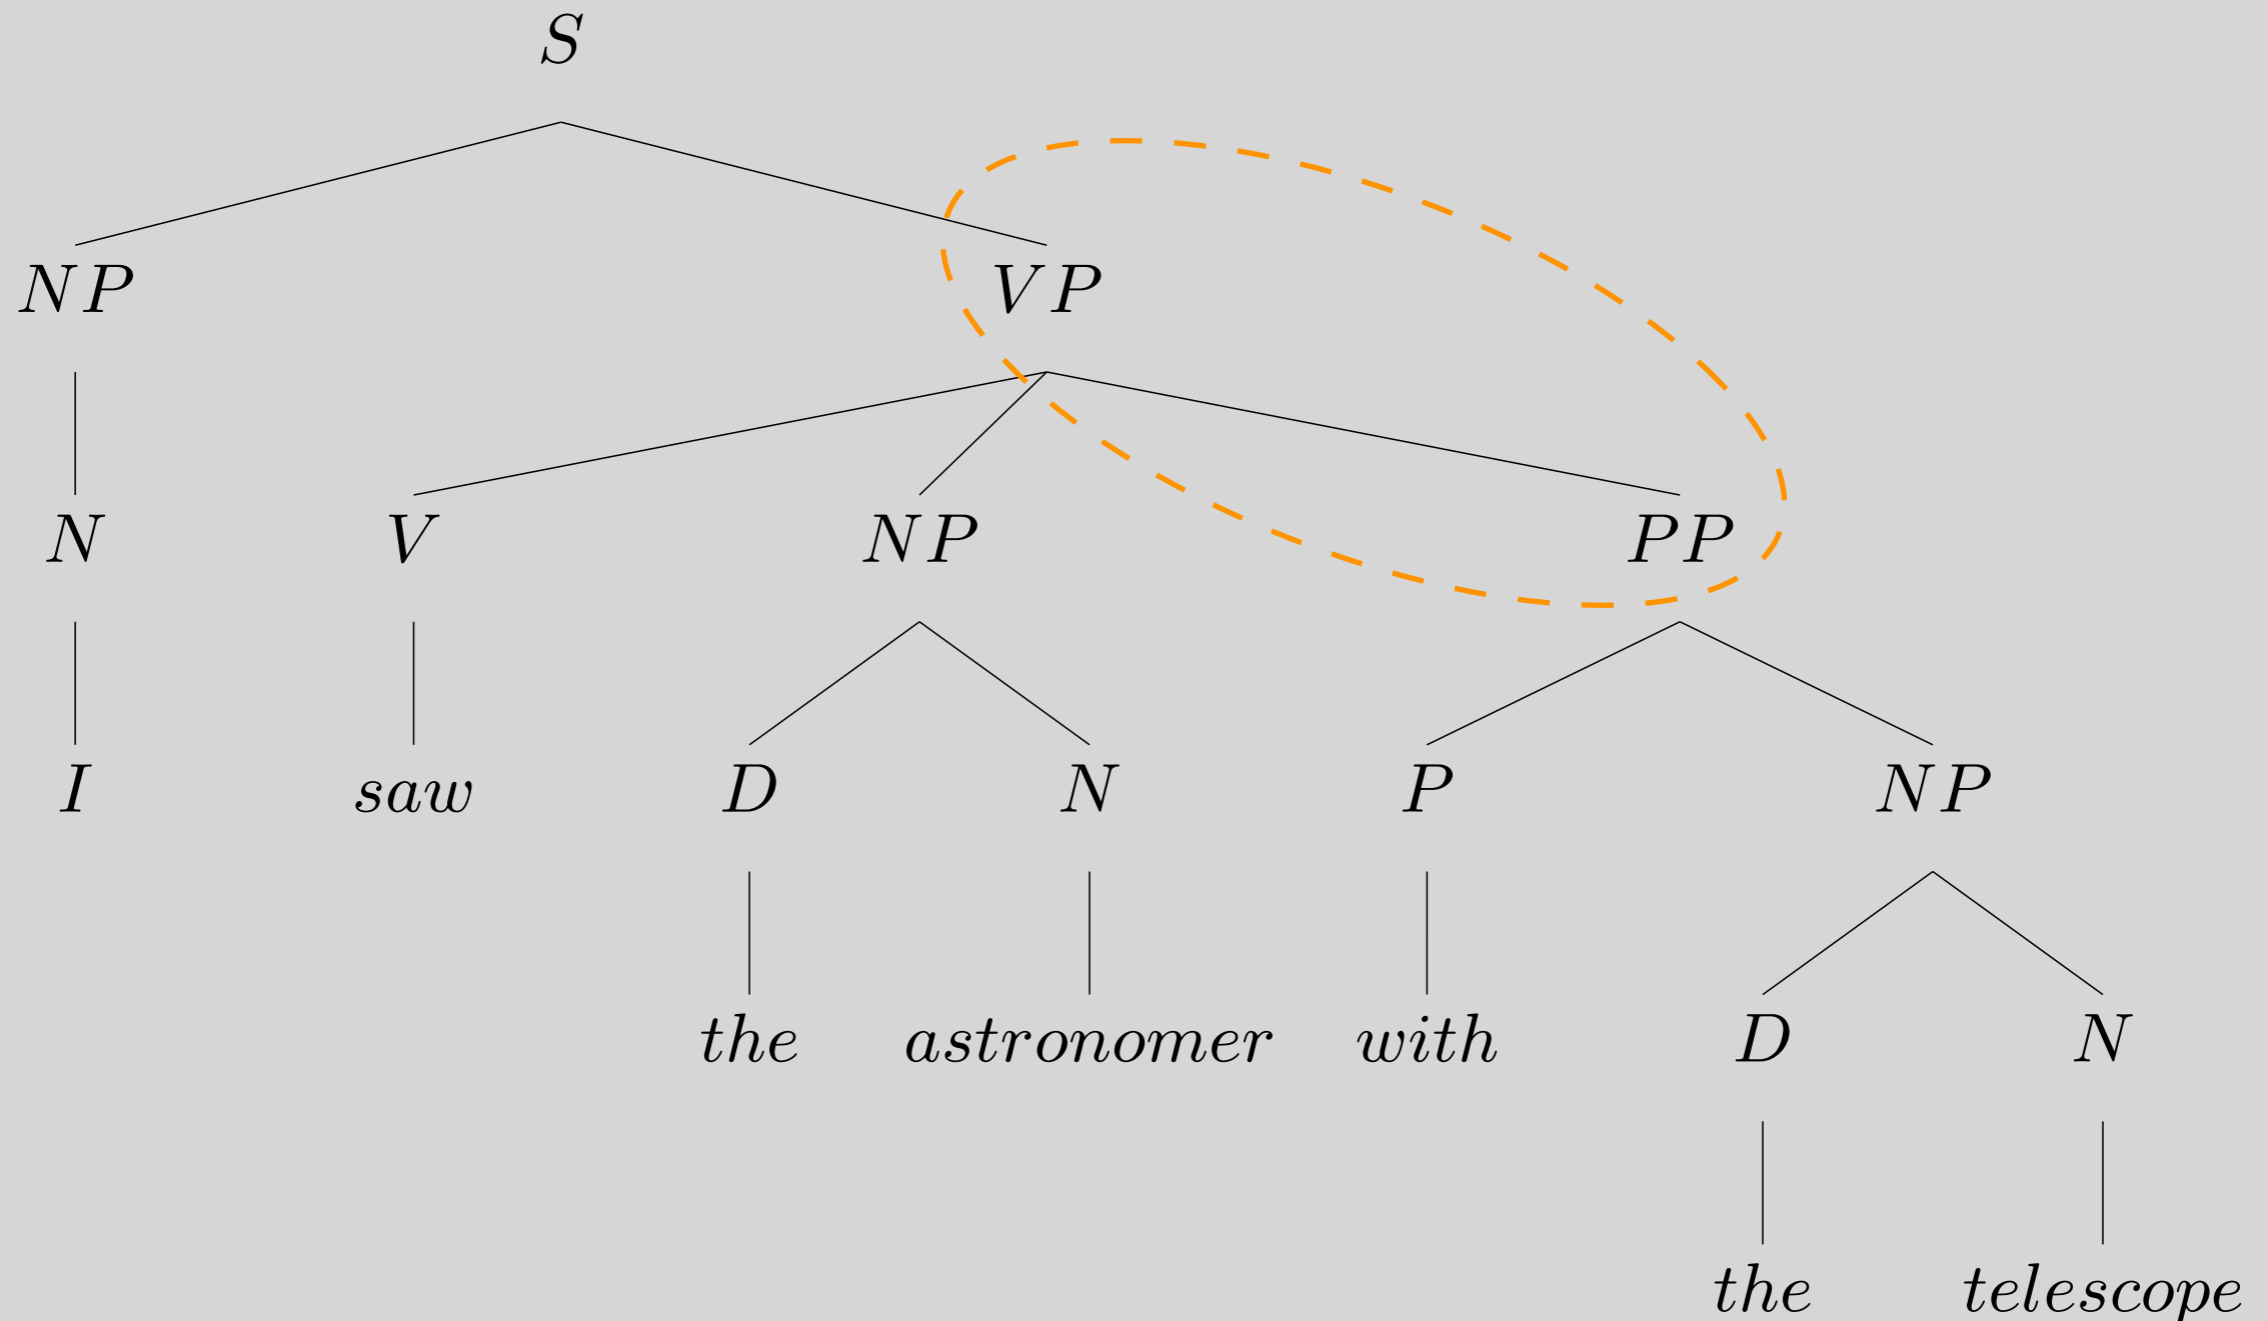 S
NP VP
N V NP PP
I saw D N P NP
the astronomer with D N
the telescope